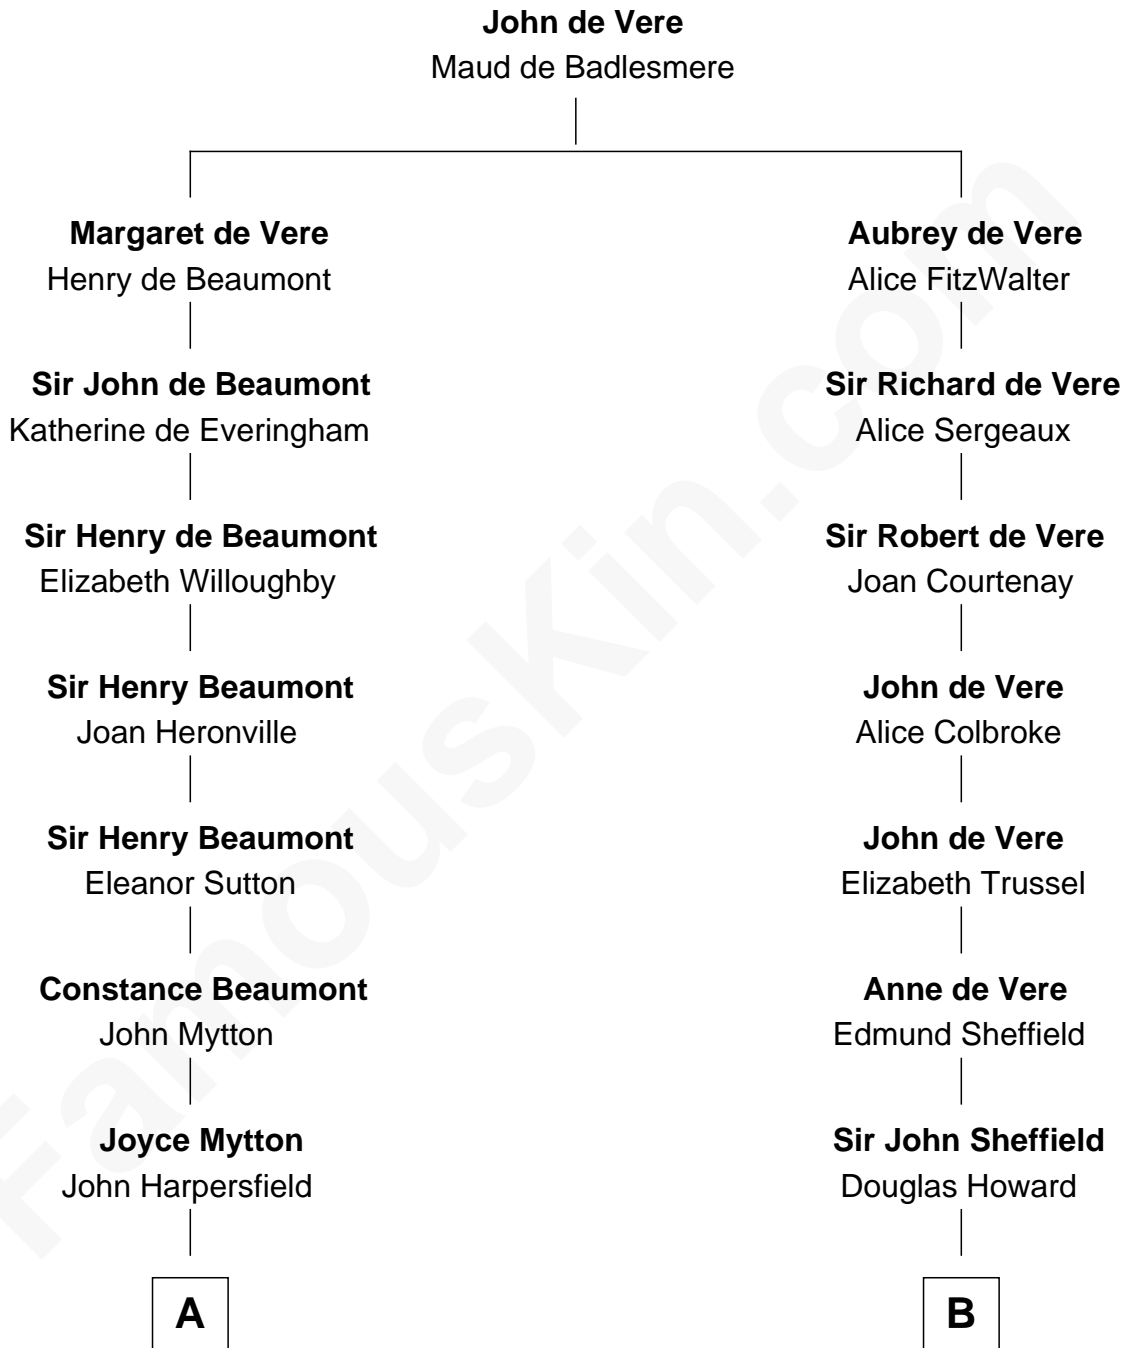 John de Vere
Maud de Badlesmere
Margaret de Vere
Henry de Beaumont
Aubrey de Vere
Alice FitzWalter
Sir John de Beaumont
Katherine de Everingham
Sir Richard de Vere
Alice Sergeaux
Sir Henry de Beaumont
Elizabeth Willoughby
Sir Robert de Vere
Joan Courtenay
Sir Henry Beaumont
Joan Heronville
John de Vere
Alice Colbroke
Sir Henry Beaumont
Eleanor Sutton
John de Vere
Elizabeth Trussel
Constance Beaumont
John Mytton
Anne de Vere
Edmund Sheffield
Joyce Mytton
John Harpersfield
Sir John Sheffield
Douglas Howard
A
B
FamousKin.com